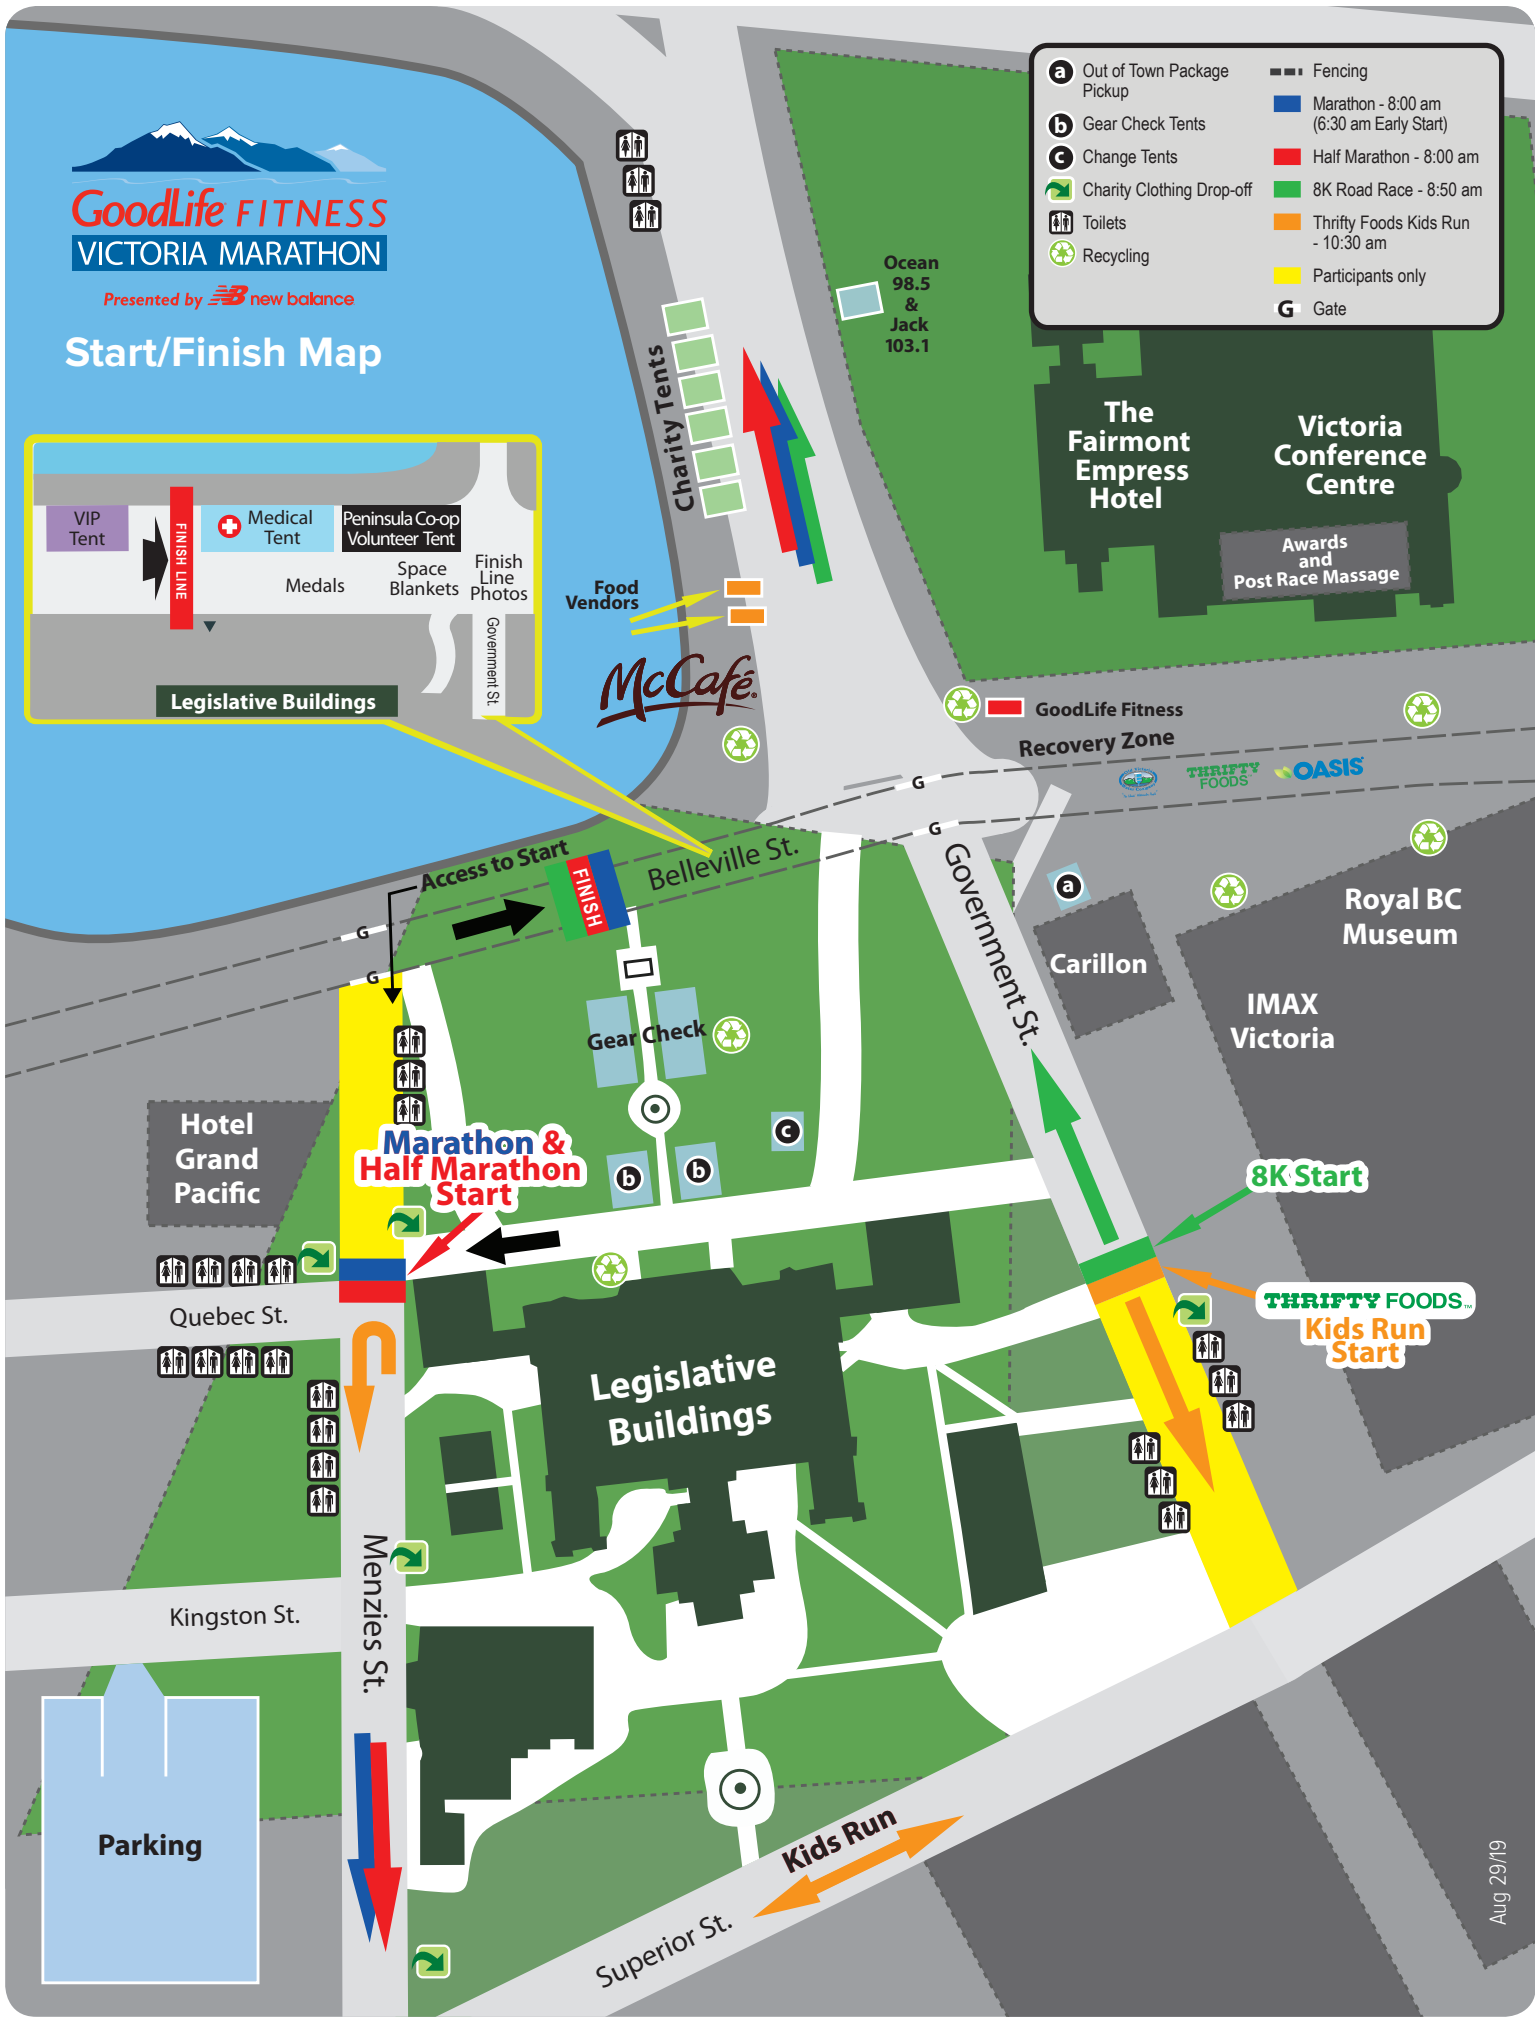 GoodLife FITNESS
VICTORIA MARATHON
Presented by NB new balance
Start/Finish Map
a Out of Town Package
Pickup
b Gear Check Tents
c Change Tents
Charity Clothing Drop-off
Toilets
Recycling
Fencing
Marathon - 8:00 am
(6:30 am Early Start)
Half Marathon - 8:00 am
8K Road Race - 8:50 am
Thrifty Foods Kids Run
- 10:30 am
Participants only
G Gate
Ocean
98.5
&
Jack
103.1
Charity Tents
The
Fairmont
Empress
Hotel
Victoria
Conference
Centre
Awards
and
Post Race Massage
VIP
Tent
FINISH LINE
Medical
Tent
Peninsula Co-op
Volunteer Tent
Medals
Space
Blankets
Finish
Line
Photos
Government St.
Legislative Buildings
Food
Vendors
McCafé
GoodLife Fitness
Recovery Zone
THRIFTY
FOODS
OASIS
G
G
Access to Start
FINISH
Belleville St.
Government St.
a
G
G
Carillon
Royal BC
Museum
IMAX
Victoria
Gear Check
Hotel
Grand
Pacific
Marathon &
Half Marathon
Start
b
b
c
8K Start
THRIFTY FOODS™
Kids Run
Start
Quebec St.
Legislative
Buildings
Menzies St.
Kingston St.
Parking
Kids Run
Superior St.
Aug 29/19